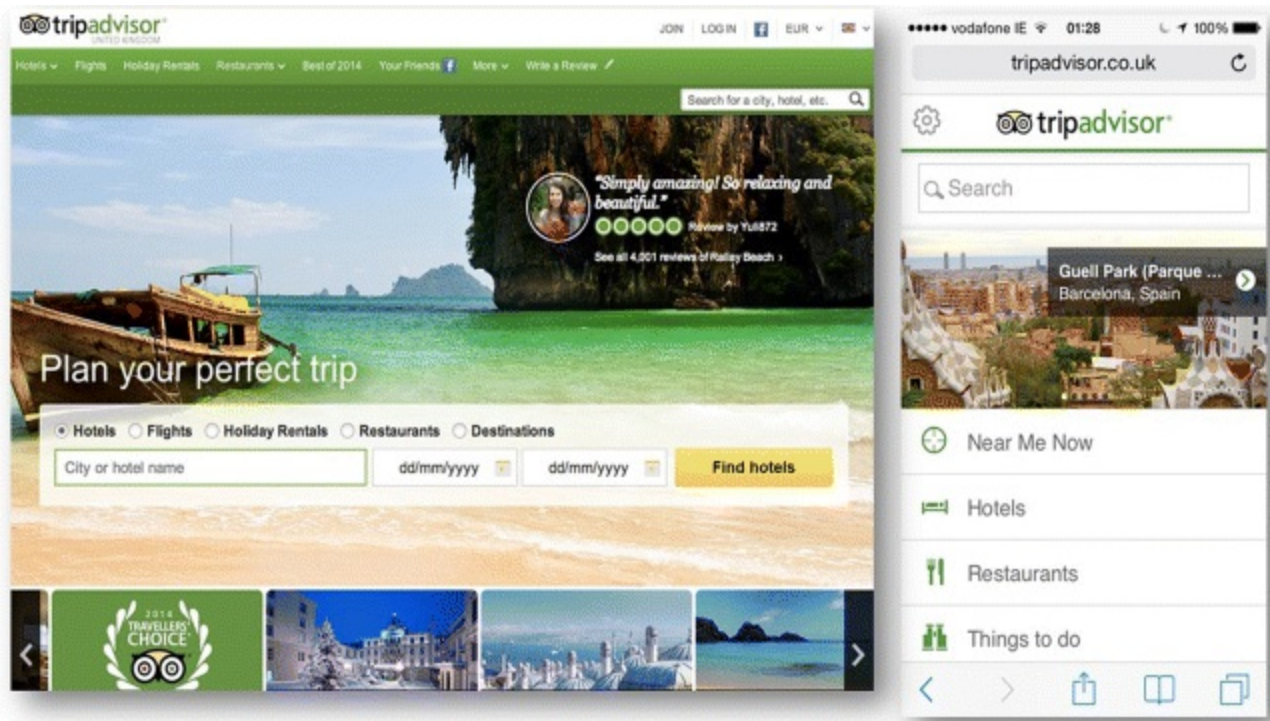 tripadvisor®
UNITED KINGDOM
JOIN LOG IN EUR
Hotels Flights Holiday Rentals Restaurants Best of 2014 Your Friends More Write a Review
Search for a city, hotel, etc.
"Simply amazing! So relaxing and
beautiful."
Review by Yuli872
See all 4,001 reviews of Railay Beach ›
Plan your perfect trip
Hotels Flights Holiday Rentals Restaurants Destinations
City or hotel name dd/mm/yyyy dd/mm/yyyy Find hotels
2014
TRAVELLERS'
CHOICE
vodafone IE 01:28 100%
tripadvisor.co.uk
tripadvisor®
Search
Guell Park (Parque ...
Barcelona, Spain
Near Me Now
Hotels
Restaurants
Things to do